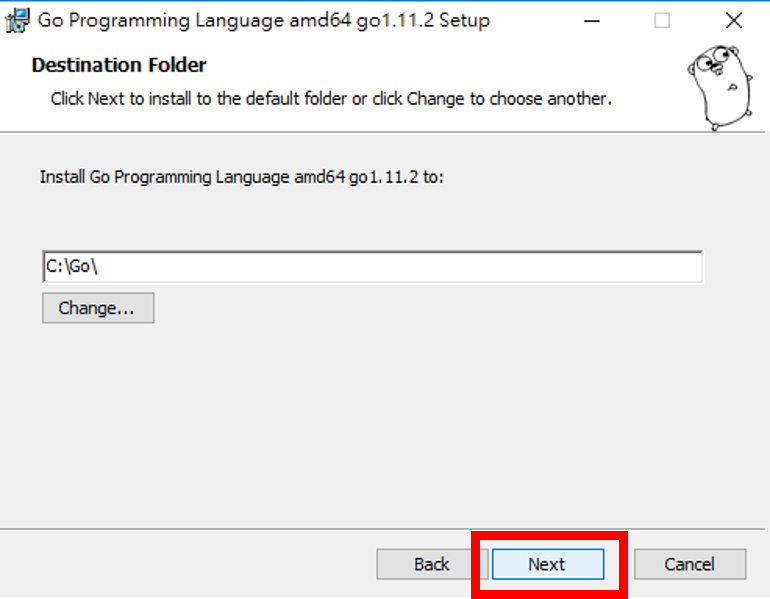 Go Programming Language amd64 go1.11.2 Setup
Destination Folder
Click Next to install to the default folder or click Change to choose another.
Install Go Programming Language amd64 go1.11.2 to:
C:\Go\
Change...
Back Next Cancel